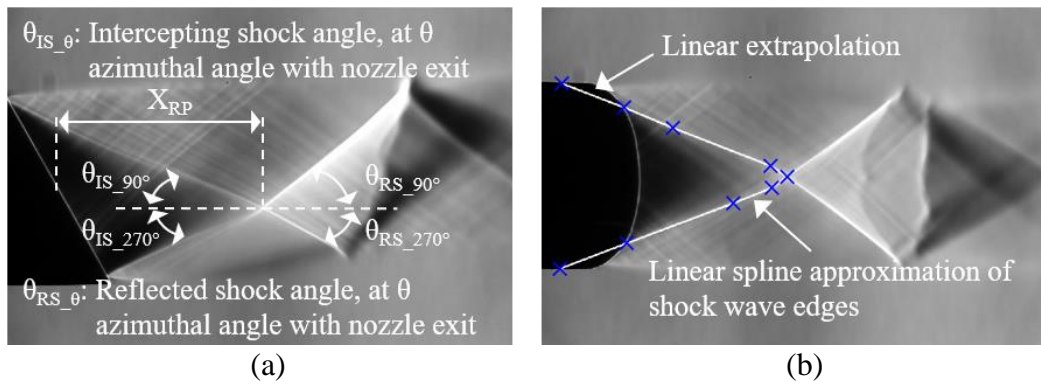 θIS_θ: Intercepting shock angle, at θ
azimuthal angle with nozzle exit
XRP
θIS_90°
θRS_90°
θIS_270°
θRS_270°
θRS_θ: Reflected shock angle, at θ
azimuthal angle with nozzle exit
(a)
Linear extrapolation
Linear spline approximation of
shock wave edges
(b)